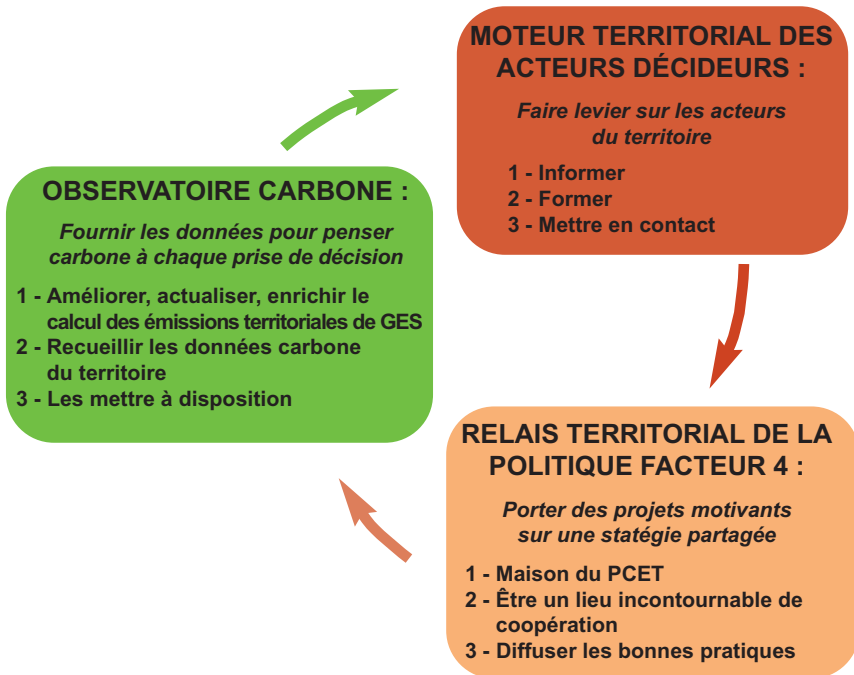 MOTEUR TERRITORIAL DES
ACTEURS DÉCIDEURS :
Faire levier sur les acteurs
du territoire
1 - Informer
2 - Former
3 - Mettre en contact
OBSERVATOIRE CARBONE :
Fournir les données pour penser
carbone à chaque prise de décision
1 - Améliorer, actualiser, enrichir le
calcul des émissions territoriales de GES
2 - Recueillir les données carbone
du territoire
3 - Les mettre à disposition
RELAIS TERRITORIAL DE LA
POLITIQUE FACTEUR 4 :
Porter des projets motivants
sur une statégie partagée
1 - Maison du PCET
2 - Être un lieu incontournable de
coopération
3 - Diffuser les bonnes pratiques